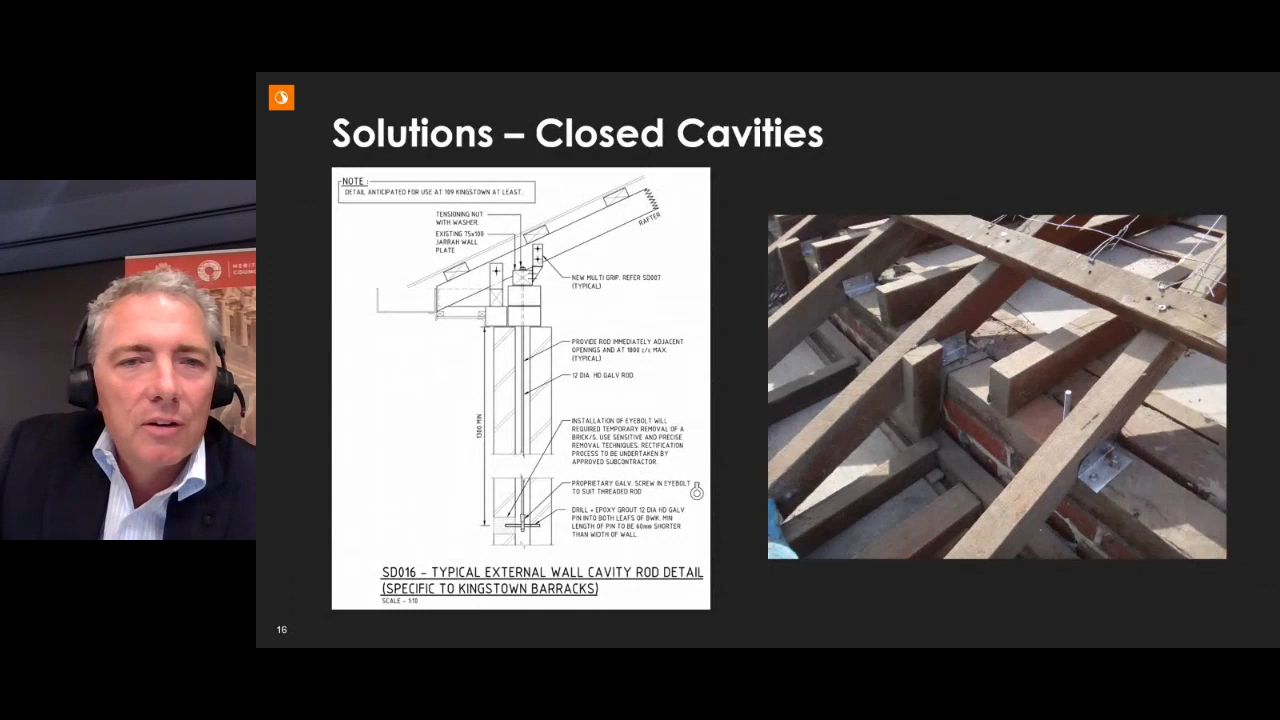 Solutions – Closed Cavities
NOTE :
DETAIL ANTICIPATED FOR USE AT 109 KINGSTOWN AT LEAST.
TENSIONING NUT
WITH WASHER.
EXISTING 75x100
JARRAH WALL
PLATE
RAFTER
NEW MULTI GRIP. REFER SD007
(TYPICAL)
PROVIDE ROD IMMEDIATELY ADJACENT
OPENINGS AND AT 1800 c/c MAX.
(TYPICAL)
12 DIA. HD GALV ROD.
1300 MIN
INSTALLATION OF EYEBOLT WILL
REQUIRED TEMPORARY REMOVAL OF A
BRICK/S. USE SENSITIVE AND PRECISE
REMOVAL TECHNIQUES. RECTIFICATION
PROCESS TO BE UNDERTAKEN BY
APPROVED SUBCONTRACTOR.
PROPRIETARY GALV. SCREW IN EYEBOLT
TO SUIT THREADED ROD
DRILL + EPOXY GROUT 12 DIA HD GALV
PIN INTO BOTH LEAFS OF BWK. MIN
LENGTH OF PIN TO BE 60mm SHORTER
THAN WIDTH OF WALL.
SD016 - TYPICAL EXTERNAL WALL CAVITY ROD DETAIL
(SPECIFIC TO KINGSTOWN BARRACKS)
SCALE - 1:10
16